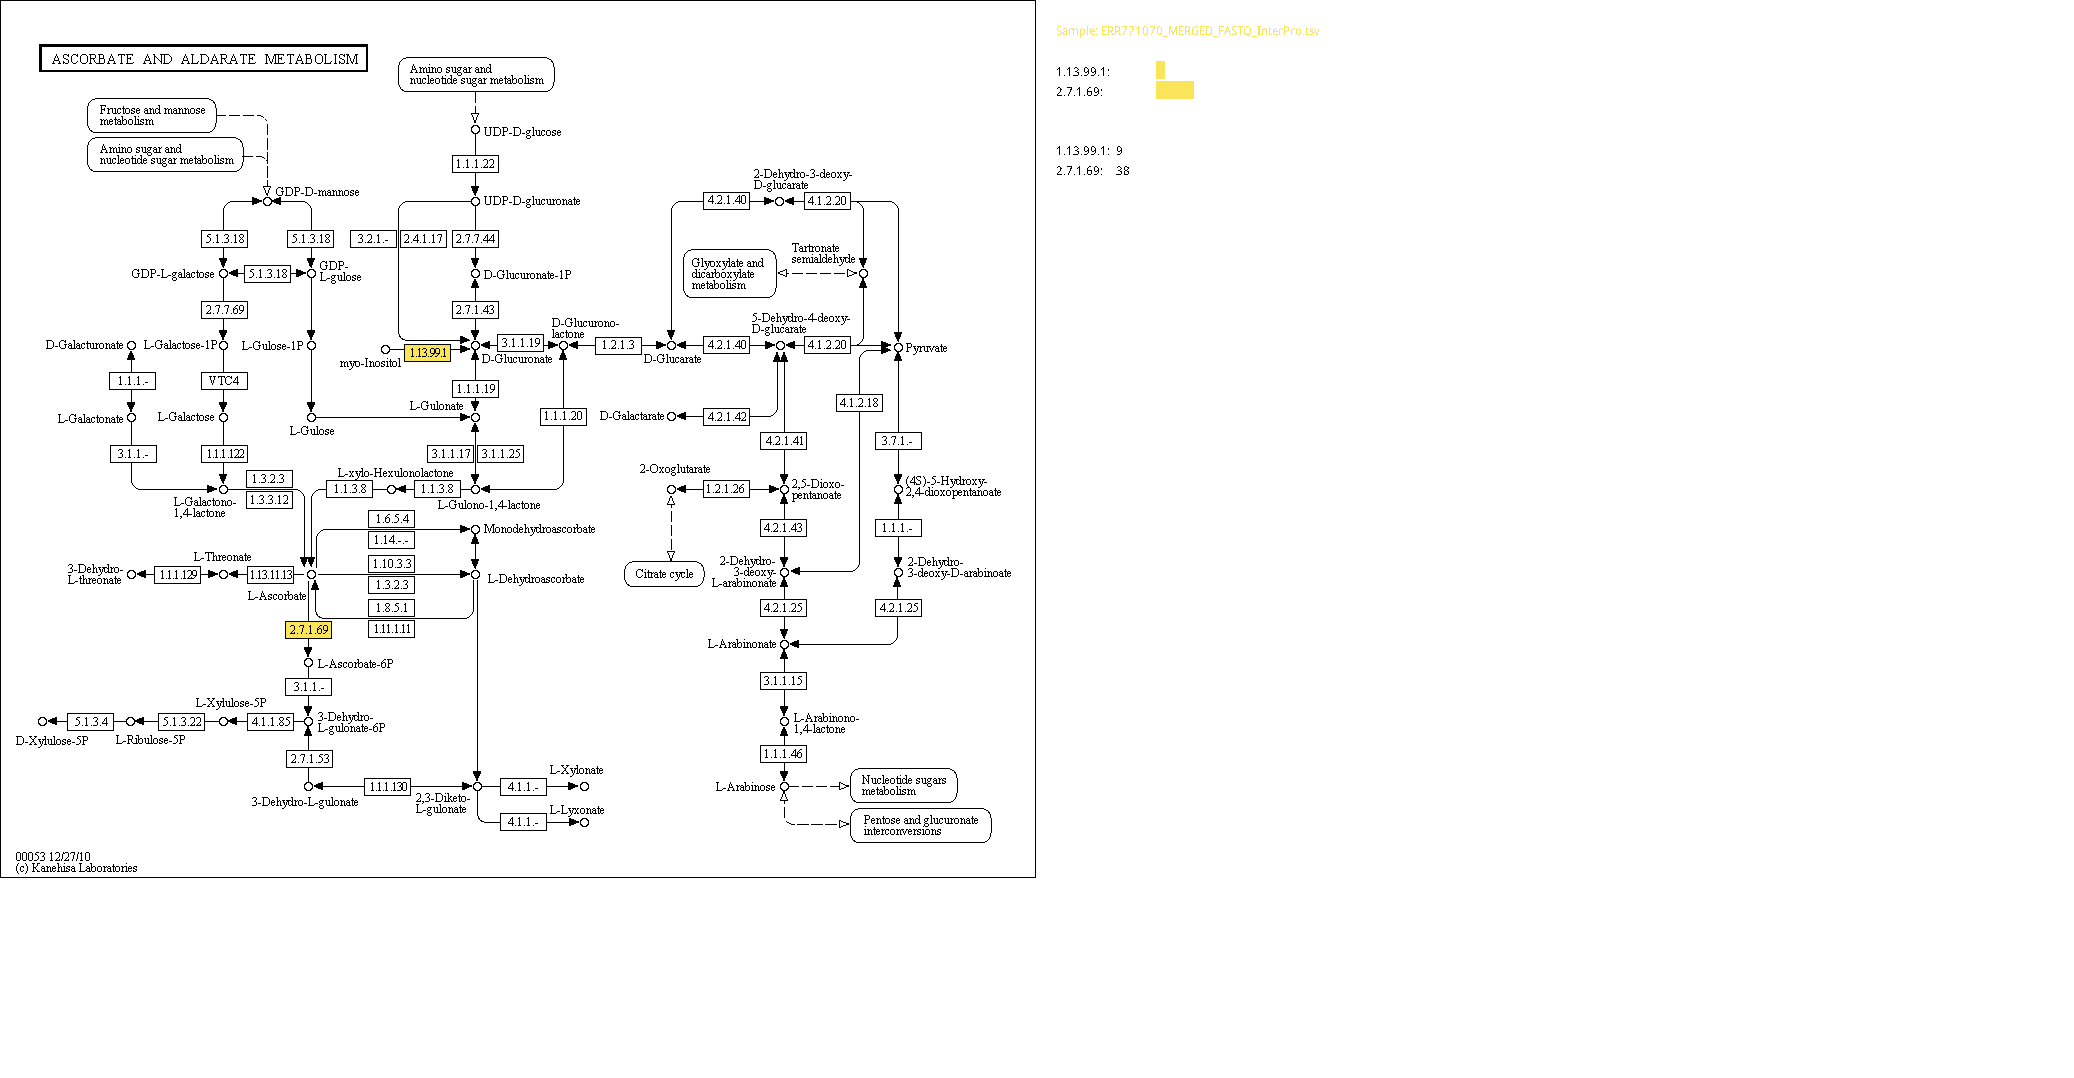 ASCORBATE AND ALDARATE METABOLISM
Amino sugar and
nucleotide sugar metabolism
Fructose and mannose
metabolism
Amino sugar and
nucleotide sugar metabolism
UDP-D-glucose
1.1.1.22
GDP-D-mannose
UDP-D-glucuronate
2-Dehydro-3-deoxy-
D-glucarate
4.2.1.40
4.1.2.20
5.1.3.18
5.1.3.18
3.2.1.-
2.4.1.17
2.7.7.44
Tartronate
semialdehyde
Glyoxylate and
dicarboxylate
metabolism
GDP-L-galactose
5.1.3.18
GDP-
L-gulose
D-Glucuronate-1P
2.7.7.69
2.7.1.43
D-Glucurono-
lactone
5-Dehydro-4-deoxy-
D-glucarate
D-Galacturonate
L-Galactose-1P
L-Gulose-1P
myo-Inositol
1.13.99.1
D-Glucuronate
3.1.1.19
1.2.1.3
D-Glucarate
4.2.1.40
4.1.2.20
Pyruvate
1.1.1.-
VTC4
1.1.1.19
4.1.2.18
L-Galactonate
L-Galactose
L-Gulose
L-Gulonate
1.1.1.20
D-Galactarate
4.2.1.42
3.1.1.-
1.1.1.122
3.1.1.17
3.1.1.25
4.2.1.41
3.7.1.-
L-xylo-Hexulonolactone
2-Oxoglutarate
L-Galactono-
1,4-lactone
1.3.2.3
1.3.3.12
1.1.3.8
1.1.3.8
L-Gulono-1,4-lactone
1.2.1.26
2,5-Dioxo-
pentanoate
(4S)-5-Hydroxy-
2,4-dioxopentanoate
1.6.5.4
1.14.-.-
Monodehydroascorbate
4.2.1.43
1.1.1.-
L-Threonate
3-Dehydro-
L-threonate
1.1.1.129
1.13.11.13
L-Ascorbate
1.10.3.3
1.3.2.3
L-Dehydroascorbate
Citrate cycle
2-Dehydro-
3-deoxy-
L-arabinonate
2-Dehydro-
3-deoxy-D-arabinoate
1.8.5.1
1.11.1.11
4.2.1.25
4.2.1.25
2.7.1.69
L-Arabinonate
L-Ascorbate-6P
3.1.1.-
3.1.1.15
L-Xylulose-5P
5.1.3.4
5.1.3.22
4.1.1.85
3-Dehydro-
L-gulonate-6P
D-Xylulose-5P
L-Ribulose-5P
L-Arabinono-
1,4-lactone
2.7.1.53
1.1.1.46
3-Dehydro-L-gulonate
1.1.1.130
2,3-Diketo-
L-gulonate
4.1.1.-
L-Xylonate
L-Arabinose
Nucleotide sugars
metabolism
4.1.1.-
L-Lyxonate
Pentose and glucuronate
interconversions
00053 12/27/10
(c) Kanehisa Laboratories
Sample: ERR771070_MERGED_FASTQ_InterPro.tsv
1.13.99.1:
2.7.1.69:
1.13.99.1: 9
2.7.1.69: 38